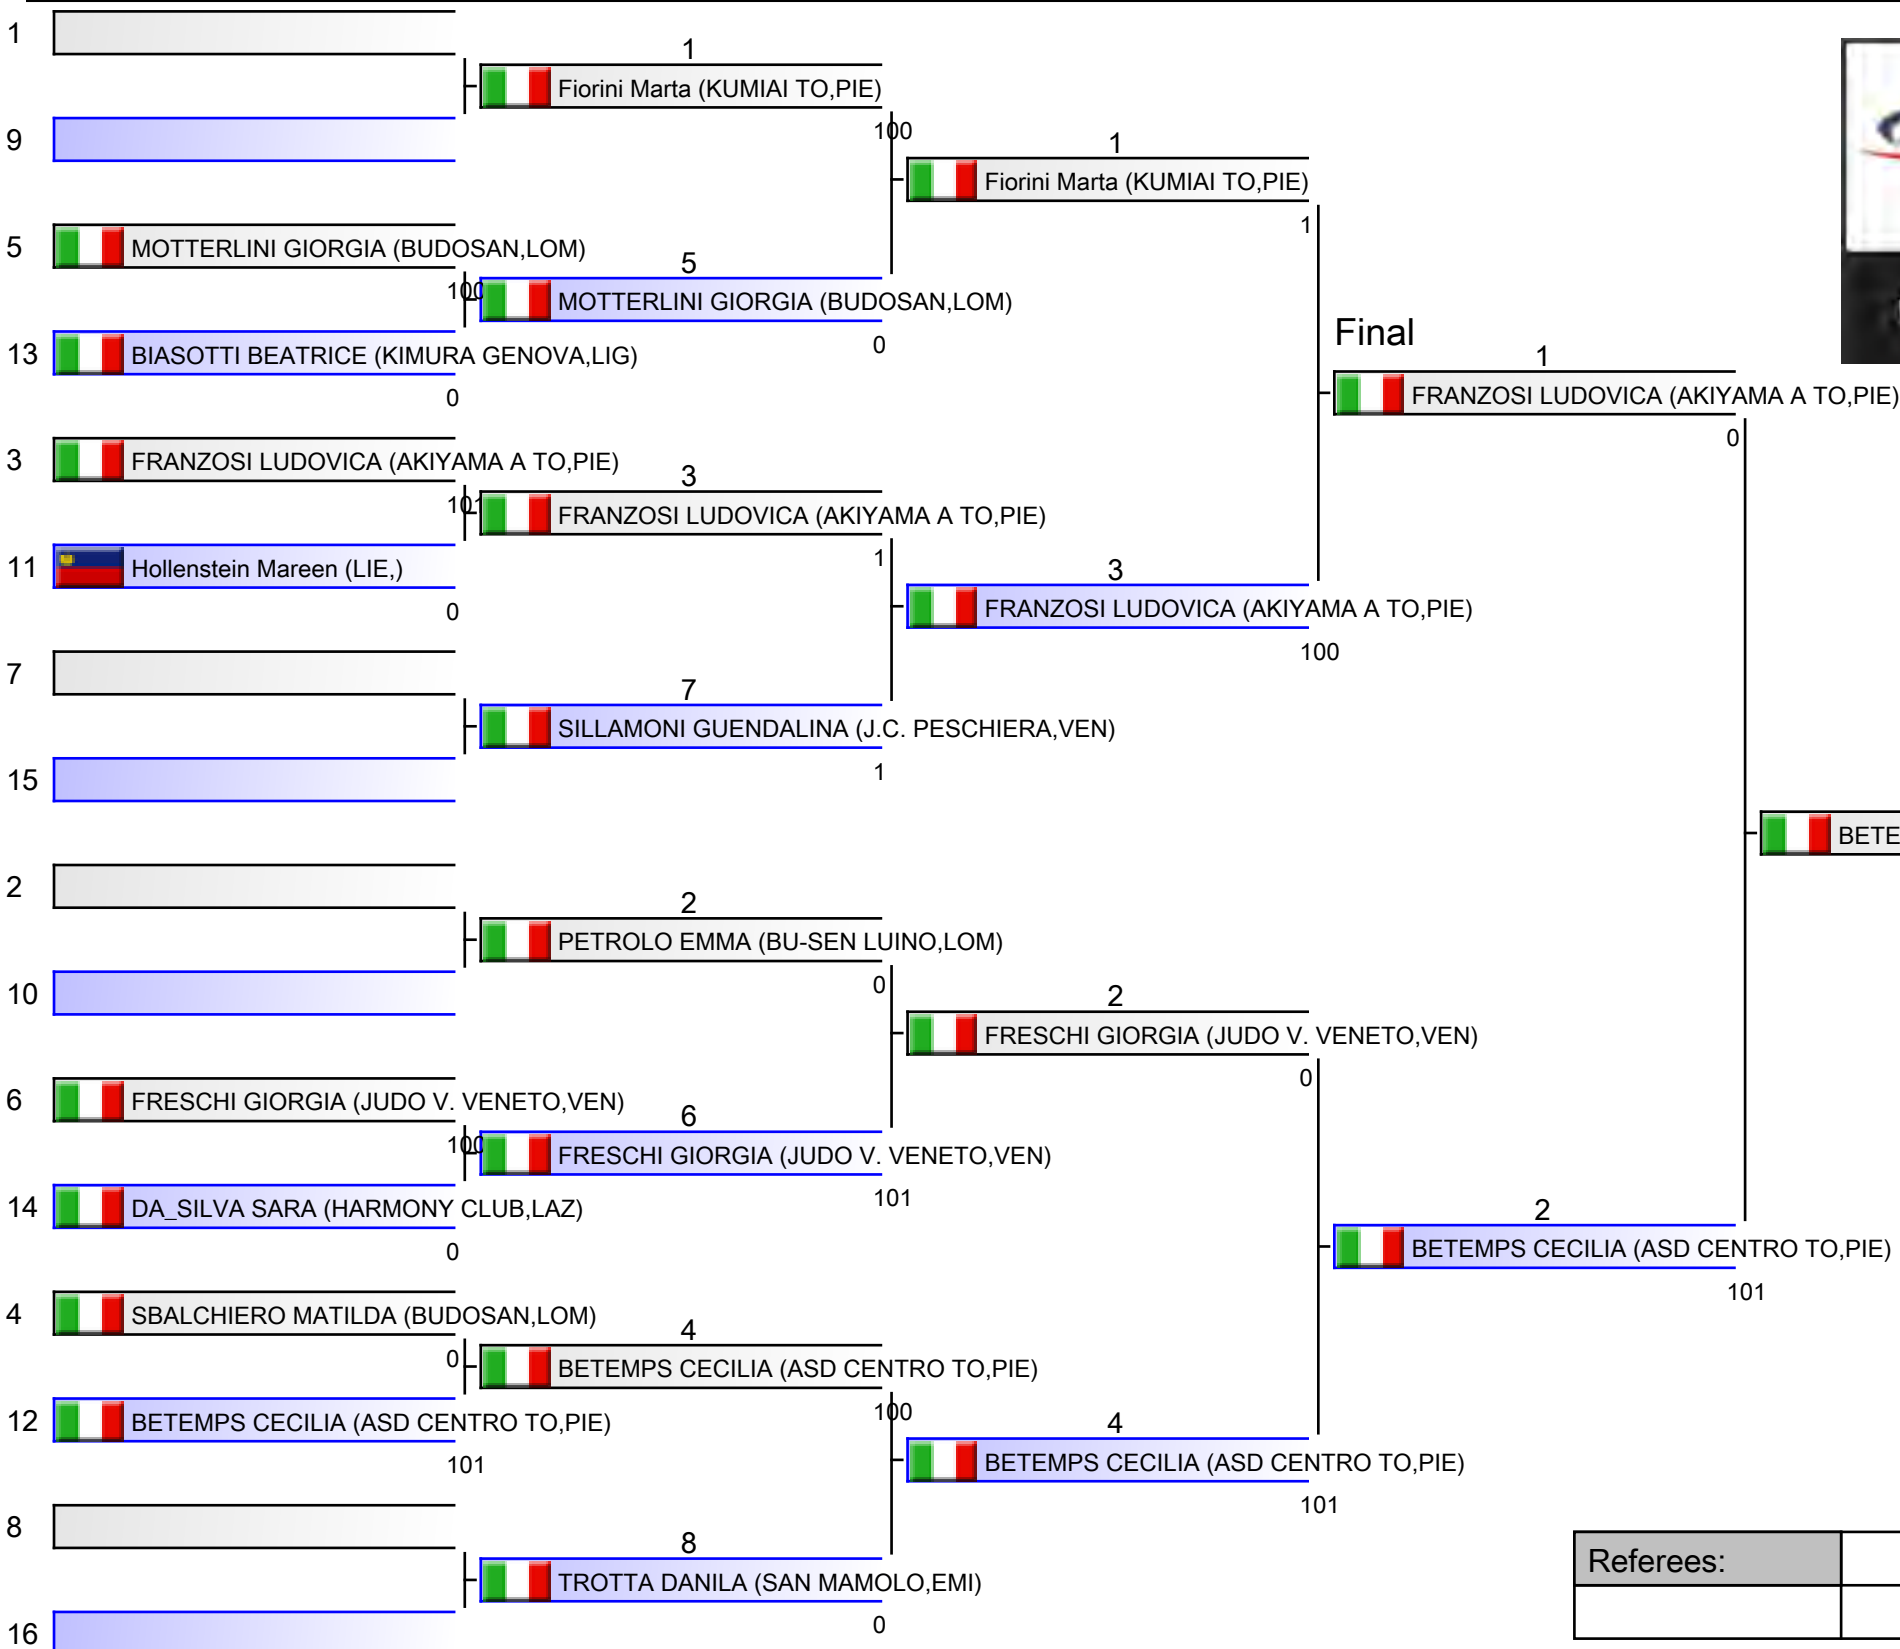 1
1
Fiorini Marta (KUMIAI TO,PIE)
100
9
1
Fiorini Marta (KUMIAI TO,PIE)
1
5
MOTTERLINI GIORGIA (BUDOSAN,LOM)
100
5
MOTTERLINI GIORGIA (BUDOSAN,LOM)
0
13
BIASOTTI BEATRICE (KIMURA GENOVA,LIG)
0
Final
1
FRANZOSI LUDOVICA (AKIYAMA A TO,PIE)
0
3
FRANZOSI LUDOVICA (AKIYAMA A TO,PIE)
101
3
FRANZOSI LUDOVICA (AKIYAMA A TO,PIE)
1
11
Hollenstein Mareen (LIE,)
0
3
FRANZOSI LUDOVICA (AKIYAMA A TO,PIE)
100
7
7
SILLAMONI GUENDALINA (J.C. PESCHIERA,VEN)
1
15
BETE
2
2
PETROLO EMMA (BU-SEN LUINO,LOM)
0
10
2
FRESCHI GIORGIA (JUDO V. VENETO,VEN)
0
6
FRESCHI GIORGIA (JUDO V. VENETO,VEN)
100
6
FRESCHI GIORGIA (JUDO V. VENETO,VEN)
101
14
DA_SILVA SARA (HARMONY CLUB,LAZ)
0
2
BETEMPS CECILIA (ASD CENTRO TO,PIE)
101
4
SBALCHIERO MATILDA (BUDOSAN,LOM)
0
4
BETEMPS CECILIA (ASD CENTRO TO,PIE)
100
12
BETEMPS CECILIA (ASD CENTRO TO,PIE)
101
4
BETEMPS CECILIA (ASD CENTRO TO,PIE)
101
8
8
TROTTA DANILA (SAN MAMOLO,EMI)
0
16
Referees: